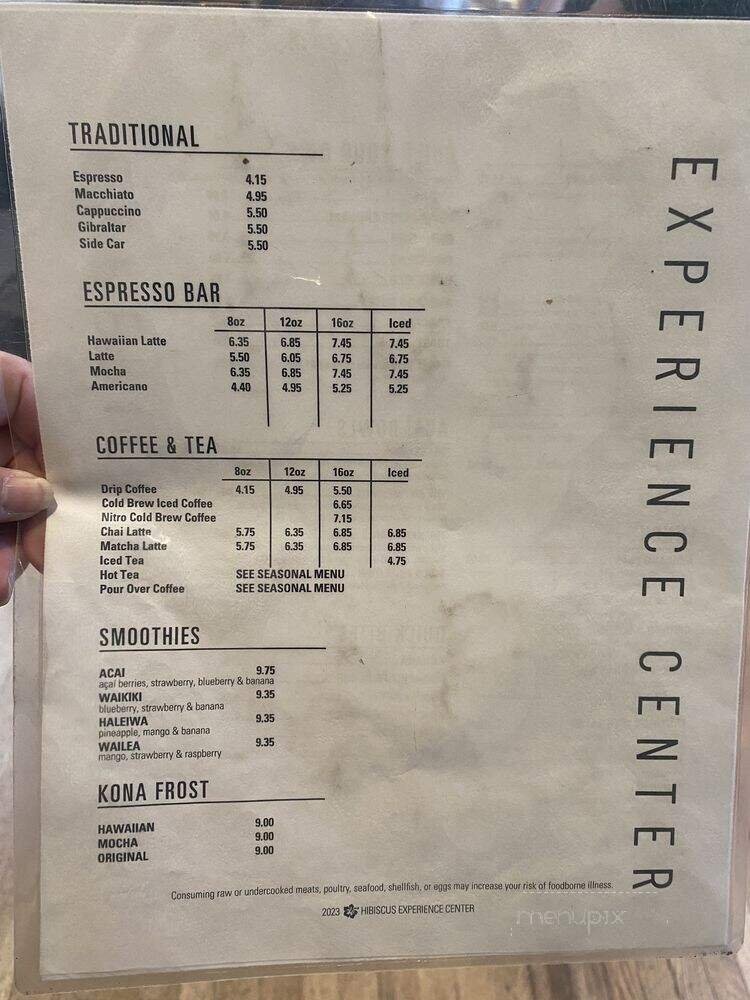 TRADITIONAL
Espresso 4.15
Macchiato 4.95
Cappuccino 5.50
Gibraltar 5.50
Side Car 5.50
ESPRESSO BAR
8oz 12oz 16oz Iced
Hawaiian Latte 6.35 6.85 7.45 7.45
Latte 5.50 6.05 6.75 6.75
Mocha 6.35 6.85 7.45 7.45
Americano 4.40 4.95 5.25 5.25
COFFEE & TEA
8oz 12oz 16oz Iced
Drip Coffee 4.15 4.95 5.50
Cold Brew Iced Coffee 6.65
Nitro Cold Brew Coffee 7.15
Chai Latte 5.75 6.35 6.85 6.85
Matcha Latte 5.75 6.35 6.85 6.85
Iced Tea 4.75
Hot Tea SEE SEASONAL MENU
Pour Over Coffee SEE SEASONAL MENU
SMOOTHIES
ACAI 9.75
açaí berries, strawberry, blueberry & banana
WAIKIKI 9.35
blueberry, strawberry & banana
HALEIWA 9.35
pineapple, mango & banana
WAILEA 9.35
mango, strawberry & raspberry
KONA FROST
HAWAIIAN 9.00
MOCHA 9.00
ORIGINAL 9.00
Consuming raw or undercooked meats, poultry, seafood, shellfish, or eggs may increase your risk of foodborne illness.
2023 HIBISCUS EXPERIENCE CENTER
EXPERIENCE CENTER
menupix